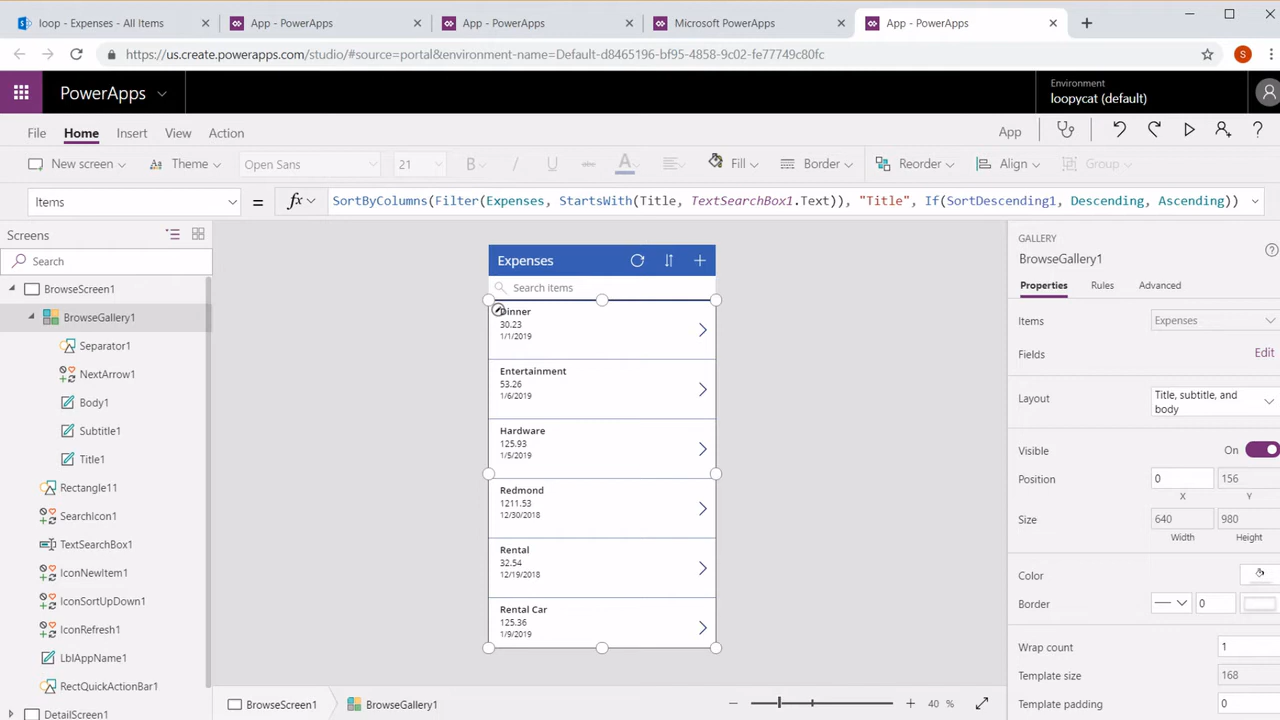 loop - Expenses - All Items
App - PowerApps
App - PowerApps
Microsoft PowerApps
App - PowerApps
https://us.create.powerapps.com/studio/#source=portal&environment-name=Default-d8465196-bf95-4858-9c02-fe77749c80fc
S
PowerApps
Environment
loopycat (default)
File Home Insert View Action
App
New screen Theme Open Sans 21 B / U abc A Fill Border Reorder Align Group
Items = fx SortByColumns(Filter(Expenses, StartsWith(Title, TextSearchBox1.Text)), "Title", If(SortDescending1, Descending, Ascending))
Screens
Search
BrowseScreen1
BrowseGallery1
Separator1
NextArrow1
Body1
Subtitle1
Title1
Rectangle11
SearchIcon1
TextSearchBox1
IconNewItem1
IconSortUpDown1
IconRefresh1
LblAppName1
RectQuickActionBar1
DetailScreen1
Expenses
Search items
Dinner
30.23
1/1/2019
Entertainment
53.26
1/6/2019
Hardware
125.93
1/5/2019
Redmond
1211.53
12/30/2018
Rental
32.54
12/19/2018
Rental Car
125.36
1/9/2019
BrowseScreen1
BrowseGallery1
40 %
GALLERY
BrowseGallery1
Properties Rules Advanced
Items Expenses
Fields Edit
Layout Title, subtitle, and
body
Visible On
Position 0 156
X Y
Size 640 980
Width Height
Color
Border 0
Wrap count 1
Template size 168
Template padding 0